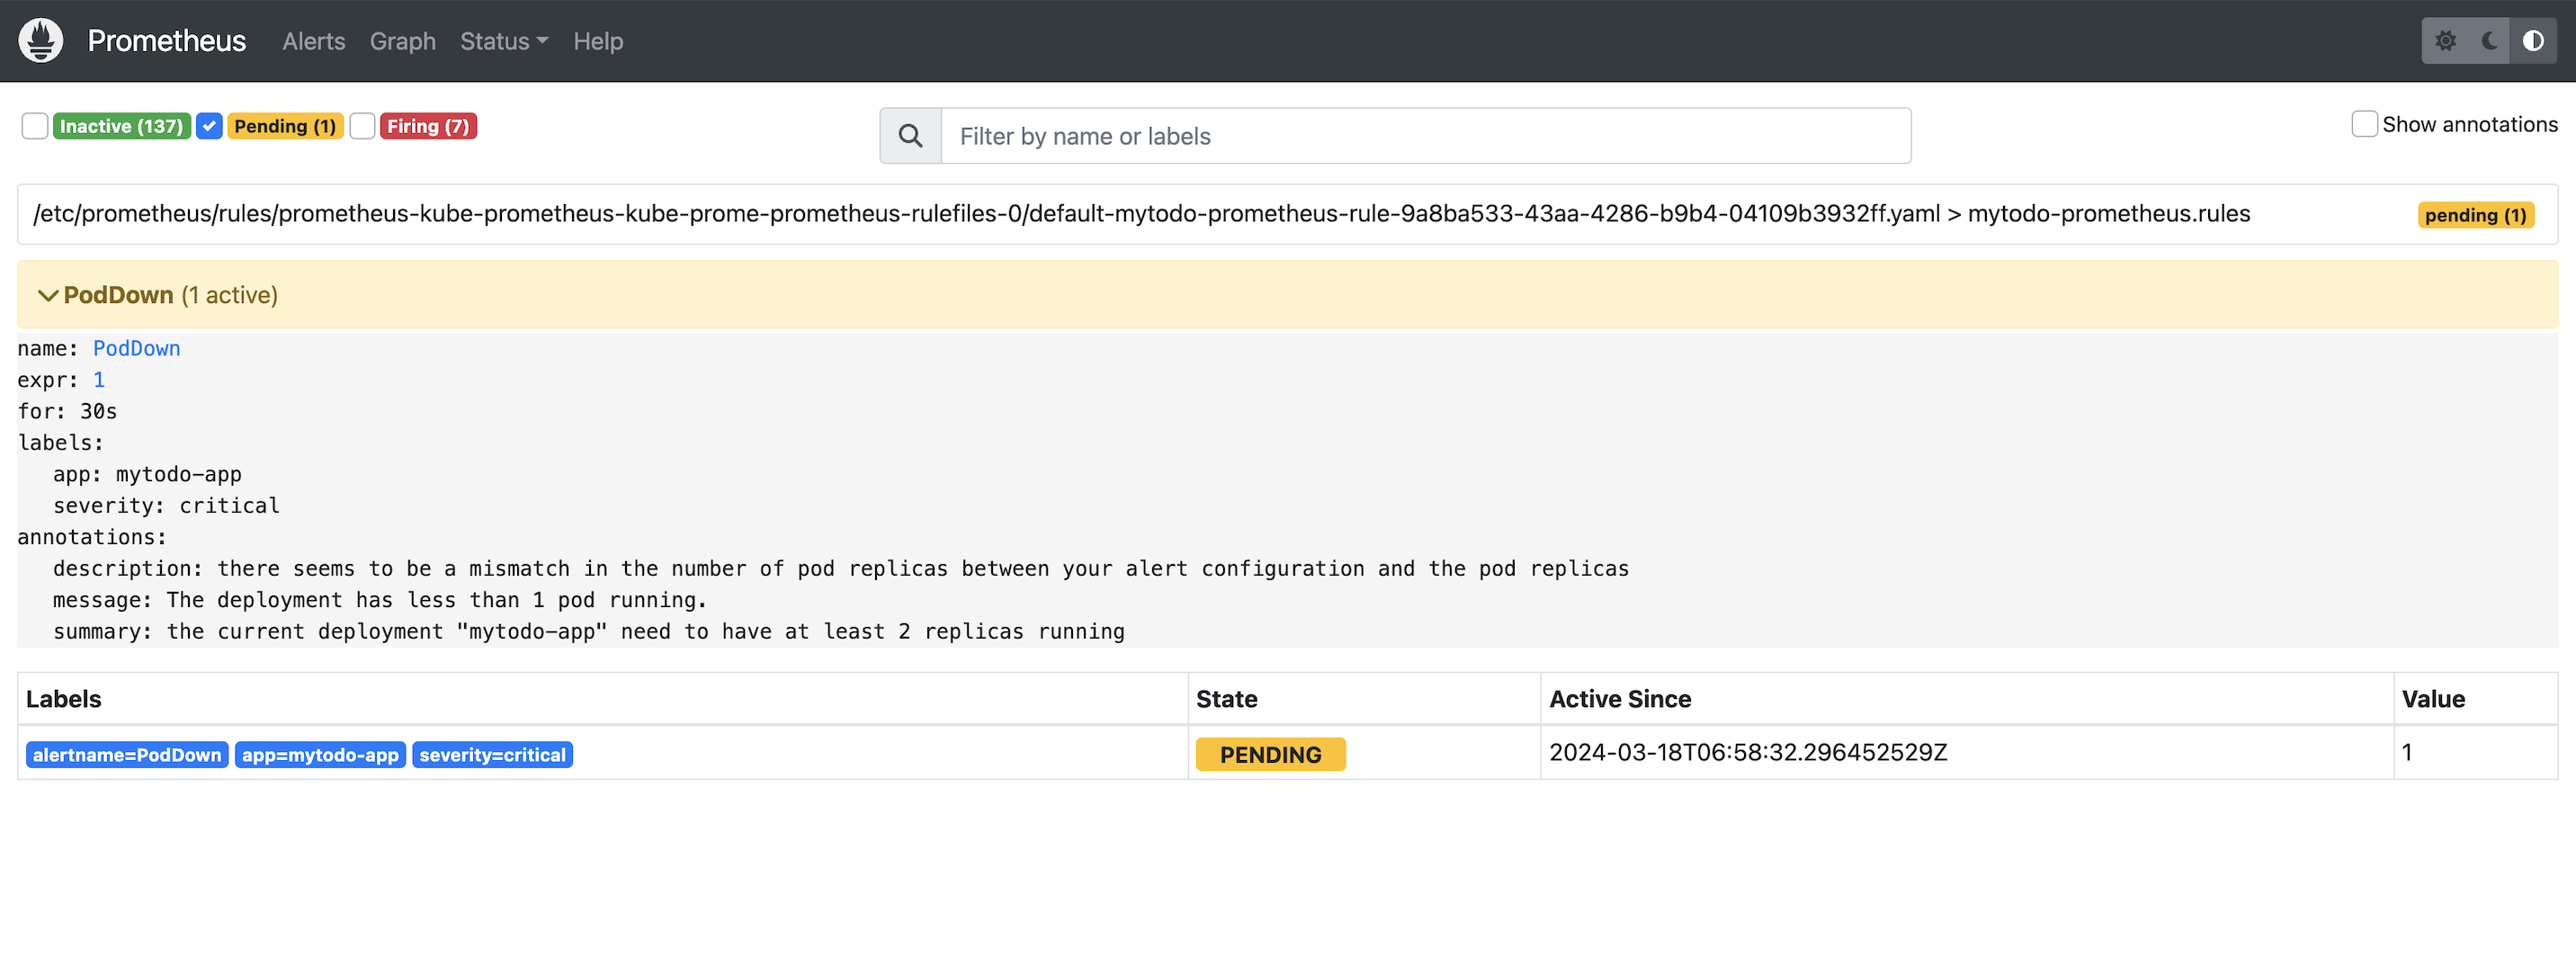 Prometheus Alerts Graph Status Help
Inactive (137) Pending (1) Firing (7) Filter by name or labels Show annotations
/etc/prometheus/rules/prometheus-kube-prometheus-kube-prome-prometheus-rulefiles-0/default-mytodo-prometheus-rule-9a8ba533-43aa-4286-b9b4-04109b3932ff.yaml > mytodo-prometheus.rules pending (1)
PodDown (1 active)
name: PodDown
expr: 1
for: 30s
labels:
app: mytodo-app
severity: critical
annotations:
description: there seems to be a mismatch in the number of pod replicas between your alert configuration and the pod replicas
message: The deployment has less than 1 pod running.
summary: the current deployment "mytodo-app" need to have at least 2 replicas running
Labels State Active Since Value
alertname=PodDown app=mytodo-app severity=critical PENDING 2024-03-18T06:58:32.296452529Z 1